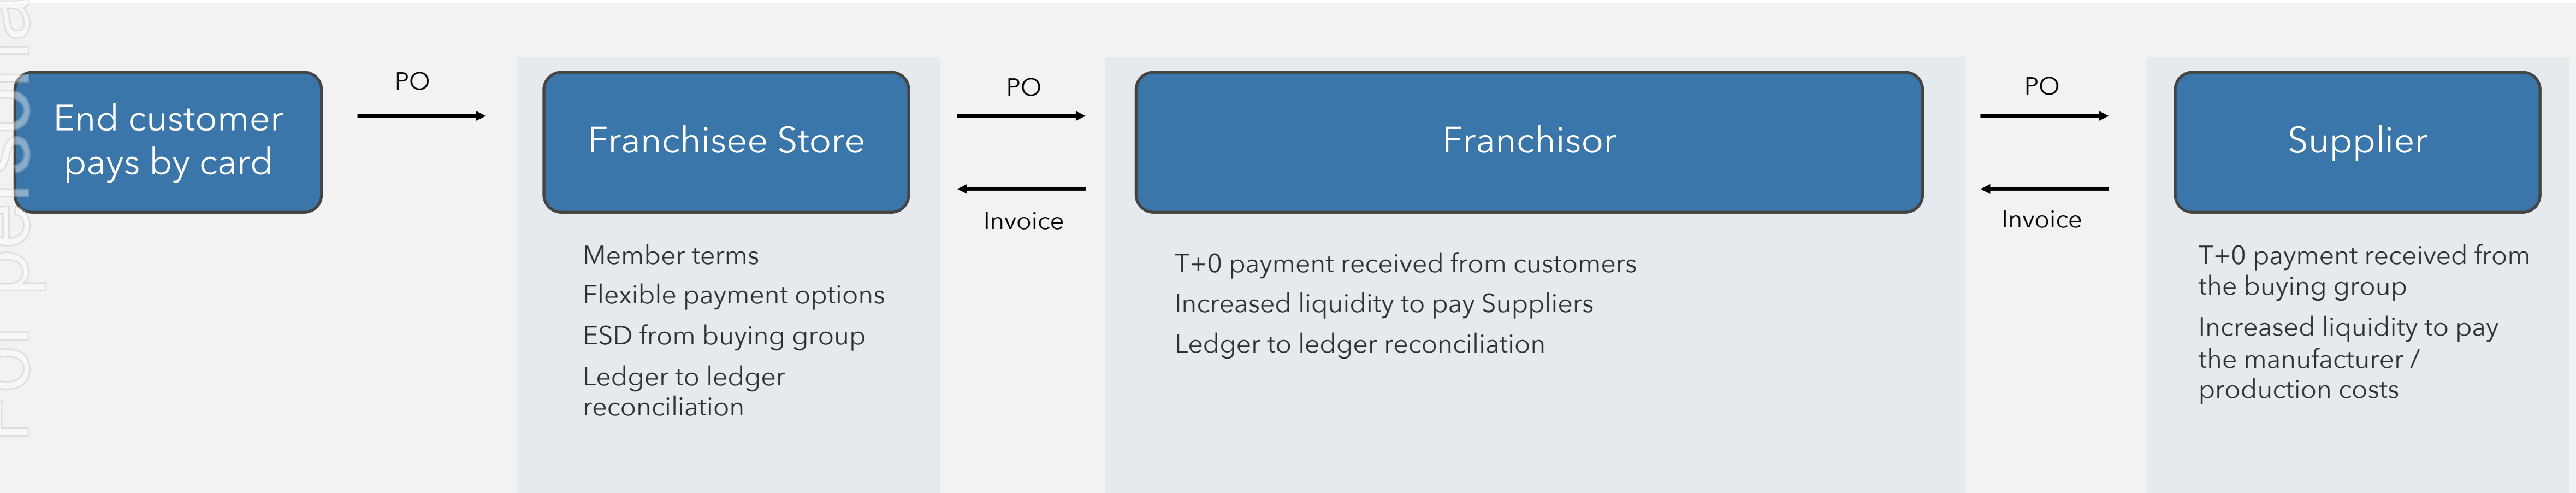 End customer
pays by card
PO
Franchisee Store
Member terms
Flexible payment options
ESD from buying group
Ledger to ledger
reconciliation
PO
Invoice
Franchisor
T+0 payment received from customers
Increased liquidity to pay Suppliers
Ledger to ledger reconciliation
PO
Invoice
Supplier
T+0 payment received from
the buying group
Increased liquidity to pay
the manufacturer /
production costs
For persona